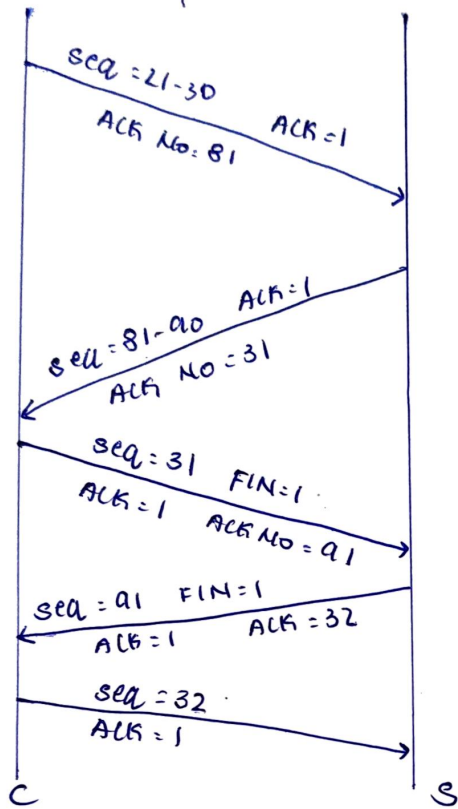 seq = 21-30
ACK No: 81
ACK = 1
ACK = 1
seq = 81-90
ACK NO = 31
seq = 31 FIN = 1
ACK = 1 ACK NO = 91
seq = 91 FIN = 1
ACK = 1 ACK = 32
seq = 32
ACK = 1
C S